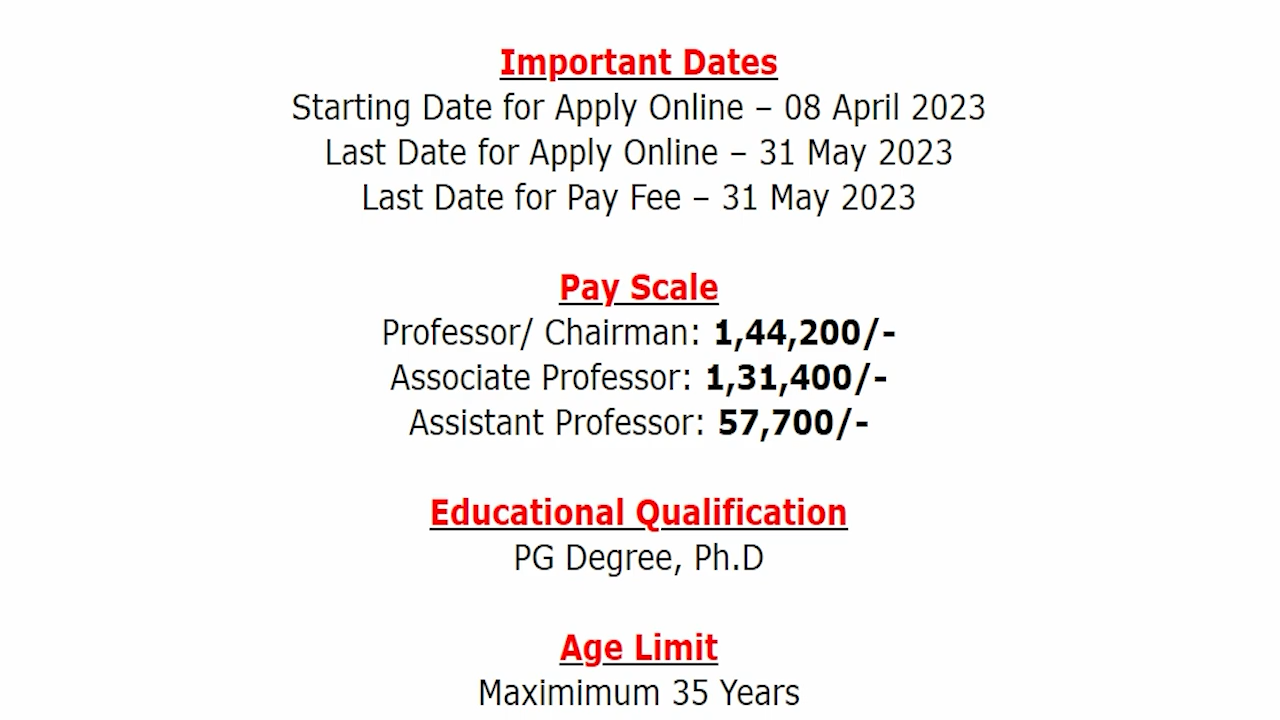 Important Dates
Starting Date for Apply Online – 08 April 2023
Last Date for Apply Online – 31 May 2023
Last Date for Pay Fee – 31 May 2023
Pay Scale
Professor/ Chairman: 1,44,200/-
Associate Professor: 1,31,400/-
Assistant Professor: 57,700/-
Educational Qualification
PG Degree, Ph.D
Age Limit
Maximimum 35 Years